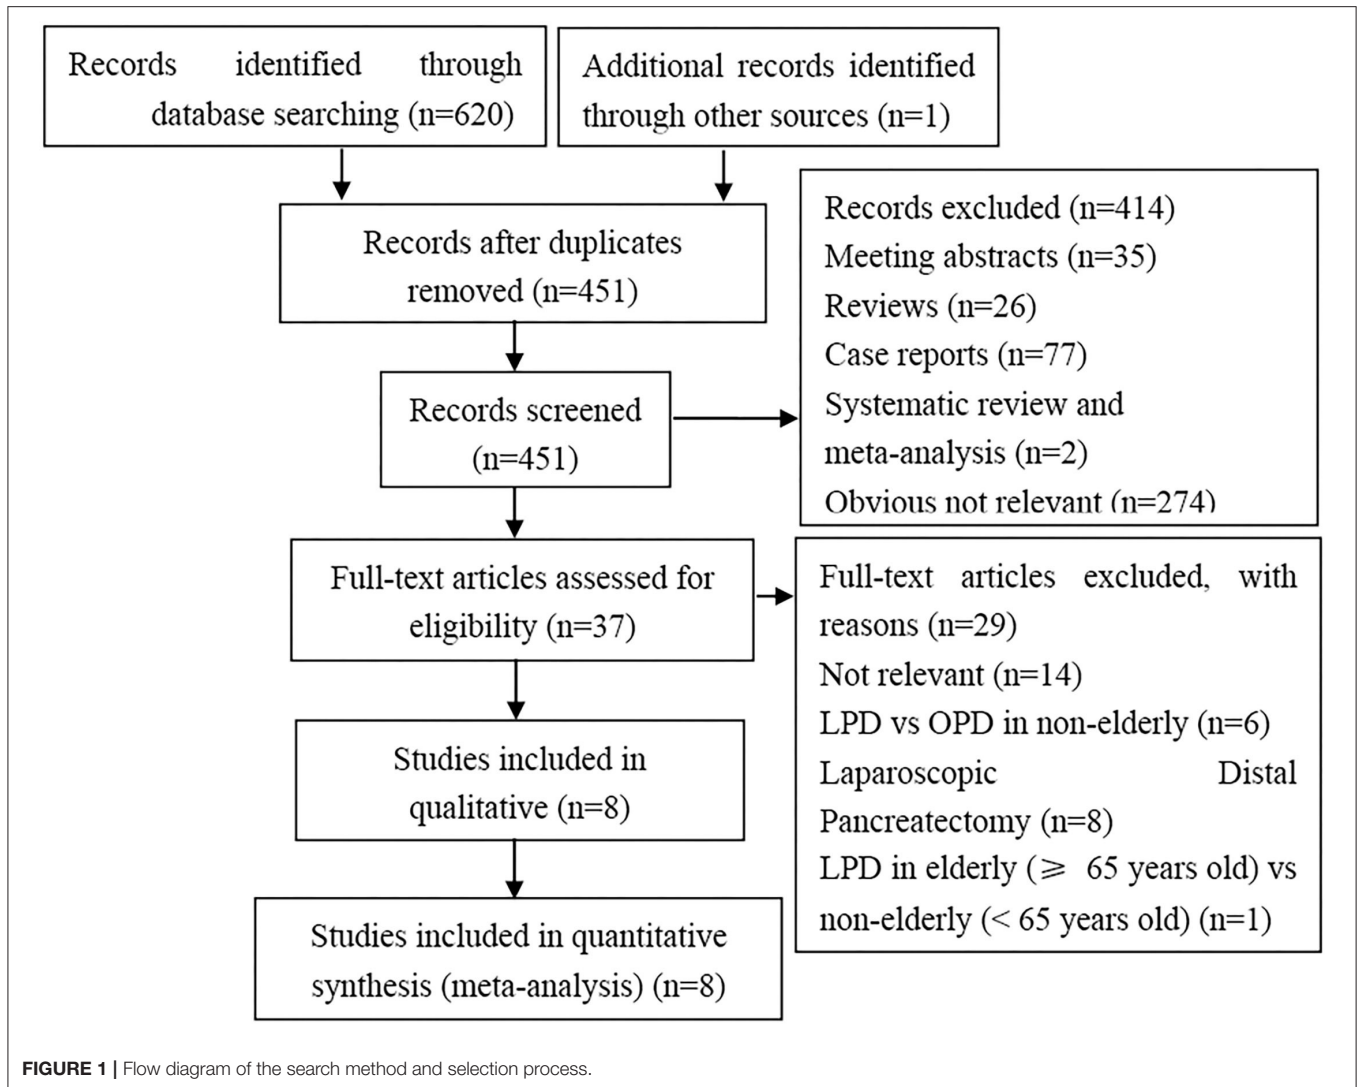 Records identified through
database searching (n=620)
Additional records identified
through other sources (n=1)
Records after duplicates
removed (n=451)
Records screened
(n=451)
Records excluded (n=414)
Meeting abstracts (n=35)
Reviews (n=26)
Case reports (n=77)
Systematic review and
meta-analysis (n=2)
Obvious not relevant (n=274)
Full-text articles assessed for
eligibility (n=37)
Full-text articles excluded, with
reasons (n=29)
Not relevant (n=14)
LPD vs OPD in non-elderly (n=6)
Laparoscopic Distal
Pancreatectomy (n=8)
LPD in elderly (⩾ 65 years old) vs
non-elderly (< 65 years old) (n=1)
Studies included in
qualitative (n=8)
Studies included in quantitative
synthesis (meta-analysis) (n=8)
FIGURE 1 | Flow diagram of the search method and selection process.